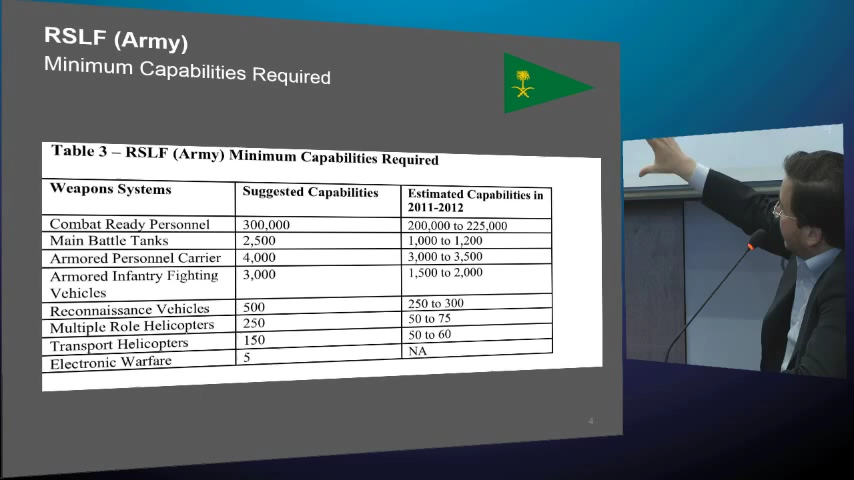 RSLF (Army)
Minimum Capabilities Required
Table 3 – RSLF (Army) Minimum Capabilities Required
Weapons Systems Suggested Capabilities Estimated Capabilities in
2011-2012
Combat Ready Personnel 300,000 200,000 to 225,000
Main Battle Tanks 2,500 1,000 to 1,200
Armored Personnel Carrier 4,000 3,000 to 3,500
Armored Infantry Fighting 3,000 1,500 to 2,000
Vehicles
Reconnaissance Vehicles 500 250 to 300
Multiple Role Helicopters 250 50 to 75
Transport Helicopters 150 50 to 60
Electronic Warfare 5 NA
4